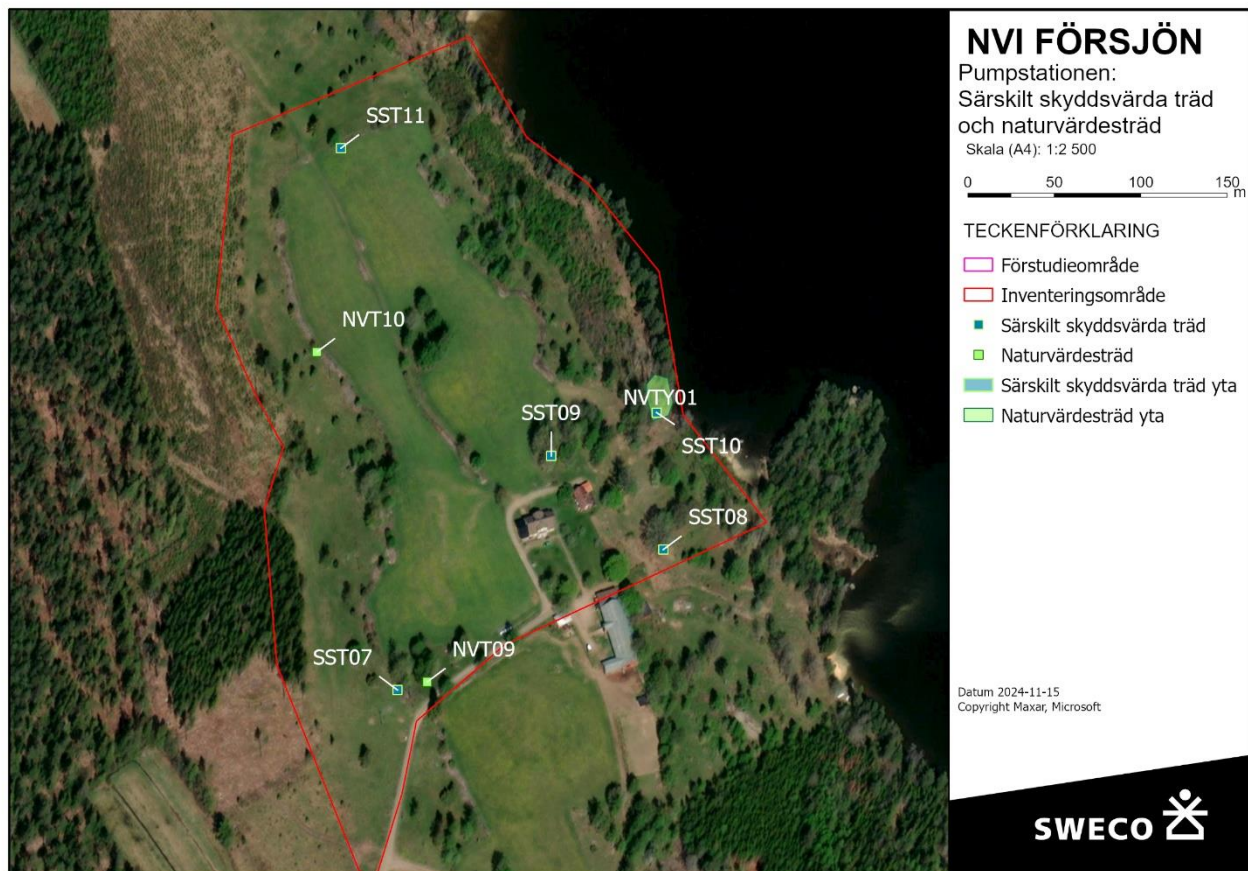 NVI FÖRSJÖN
Pumpstationen:
Särskilt skyddsvärda träd
och naturvärdesträd
Skala (A4): 1:2 500
0 50 100 150
m
TECKENFÖRKLARING
Förstudieområde
Inventeringsområde
Särskilt skyddsvärda träd
Naturvärdesträd
Särskilt skyddsvärda träd yta
Naturvärdesträd yta
Datum 2024-11-15
Copyright Maxar, Microsoft
SWECO
SST11
NVT10
NVTY01
SST09
SST10
SST08
NVT09
SST07